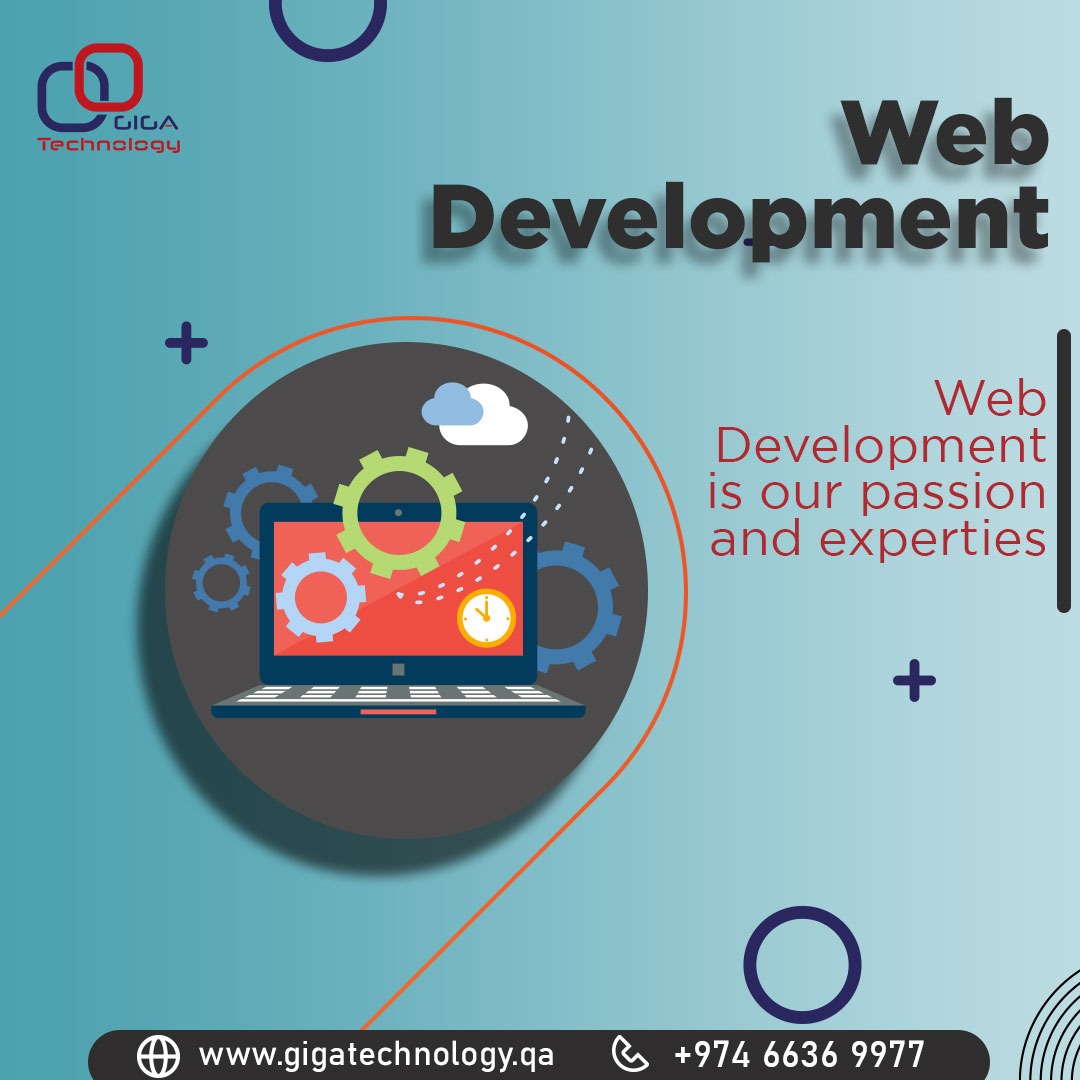 GIGA
Technology
Web
Development
Web
Development
is our passion
and experties
www.gigatechnology.qa
+974 6636 9977